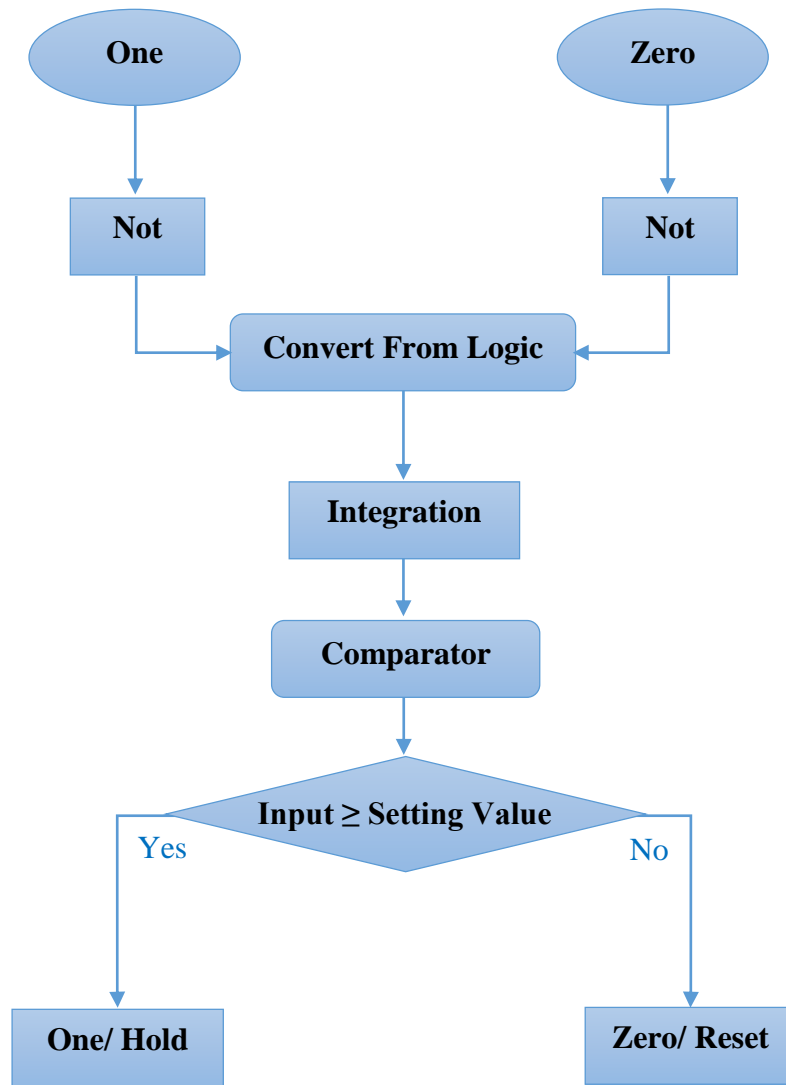 One
Zero
Not
Not
Convert From Logic
Integration
Comparator
Input ≥ Setting Value
Yes
No
One/ Hold
Zero/ Reset